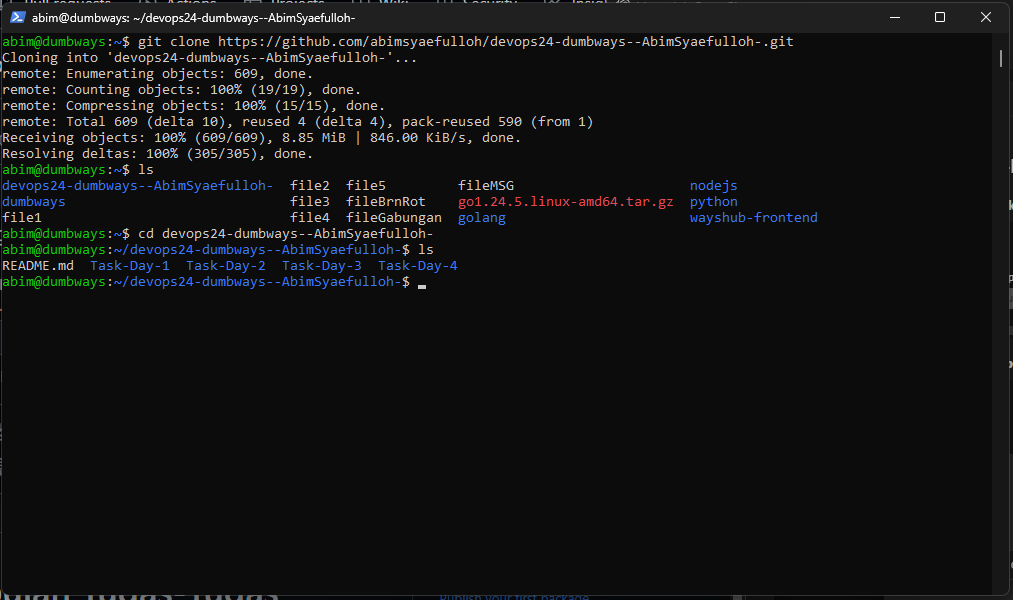 abim@dumbways: ~/devops24-dumbways--AbimSyaefulloh-
abim@dumbways:~$ git clone https://github.com/abimsyaefulloh/devops24-dumbways--AbimSyaefulloh-.git
Cloning into 'devops24-dumbways--AbimSyaefulloh-'...
remote: Enumerating objects: 609, done.
remote: Counting objects: 100% (19/19), done.
remote: Compressing objects: 100% (15/15), done.
remote: Total 609 (delta 10), reused 4 (delta 4), pack-reused 590 (from 1)
Receiving objects: 100% (609/609), 8.85 MiB | 846.00 KiB/s, done.
Resolving deltas: 100% (305/305), done.
abim@dumbways:~$ ls
devops24-dumbways--AbimSyaefulloh- file2 file5 fileMSG nodejs
dumbways file3 fileBrnRot go1.24.5.linux-amd64.tar.gz python
file1 file4 fileGabungan golang wayshub-frontend
abim@dumbways:~$ cd devops24-dumbways--AbimSyaefulloh-
abim@dumbways:~/devops24-dumbways--AbimSyaefulloh-$ ls
README.md Task-Day-1 Task-Day-2 Task-Day-3 Task-Day-4
abim@dumbways:~/devops24-dumbways--AbimSyaefulloh-$